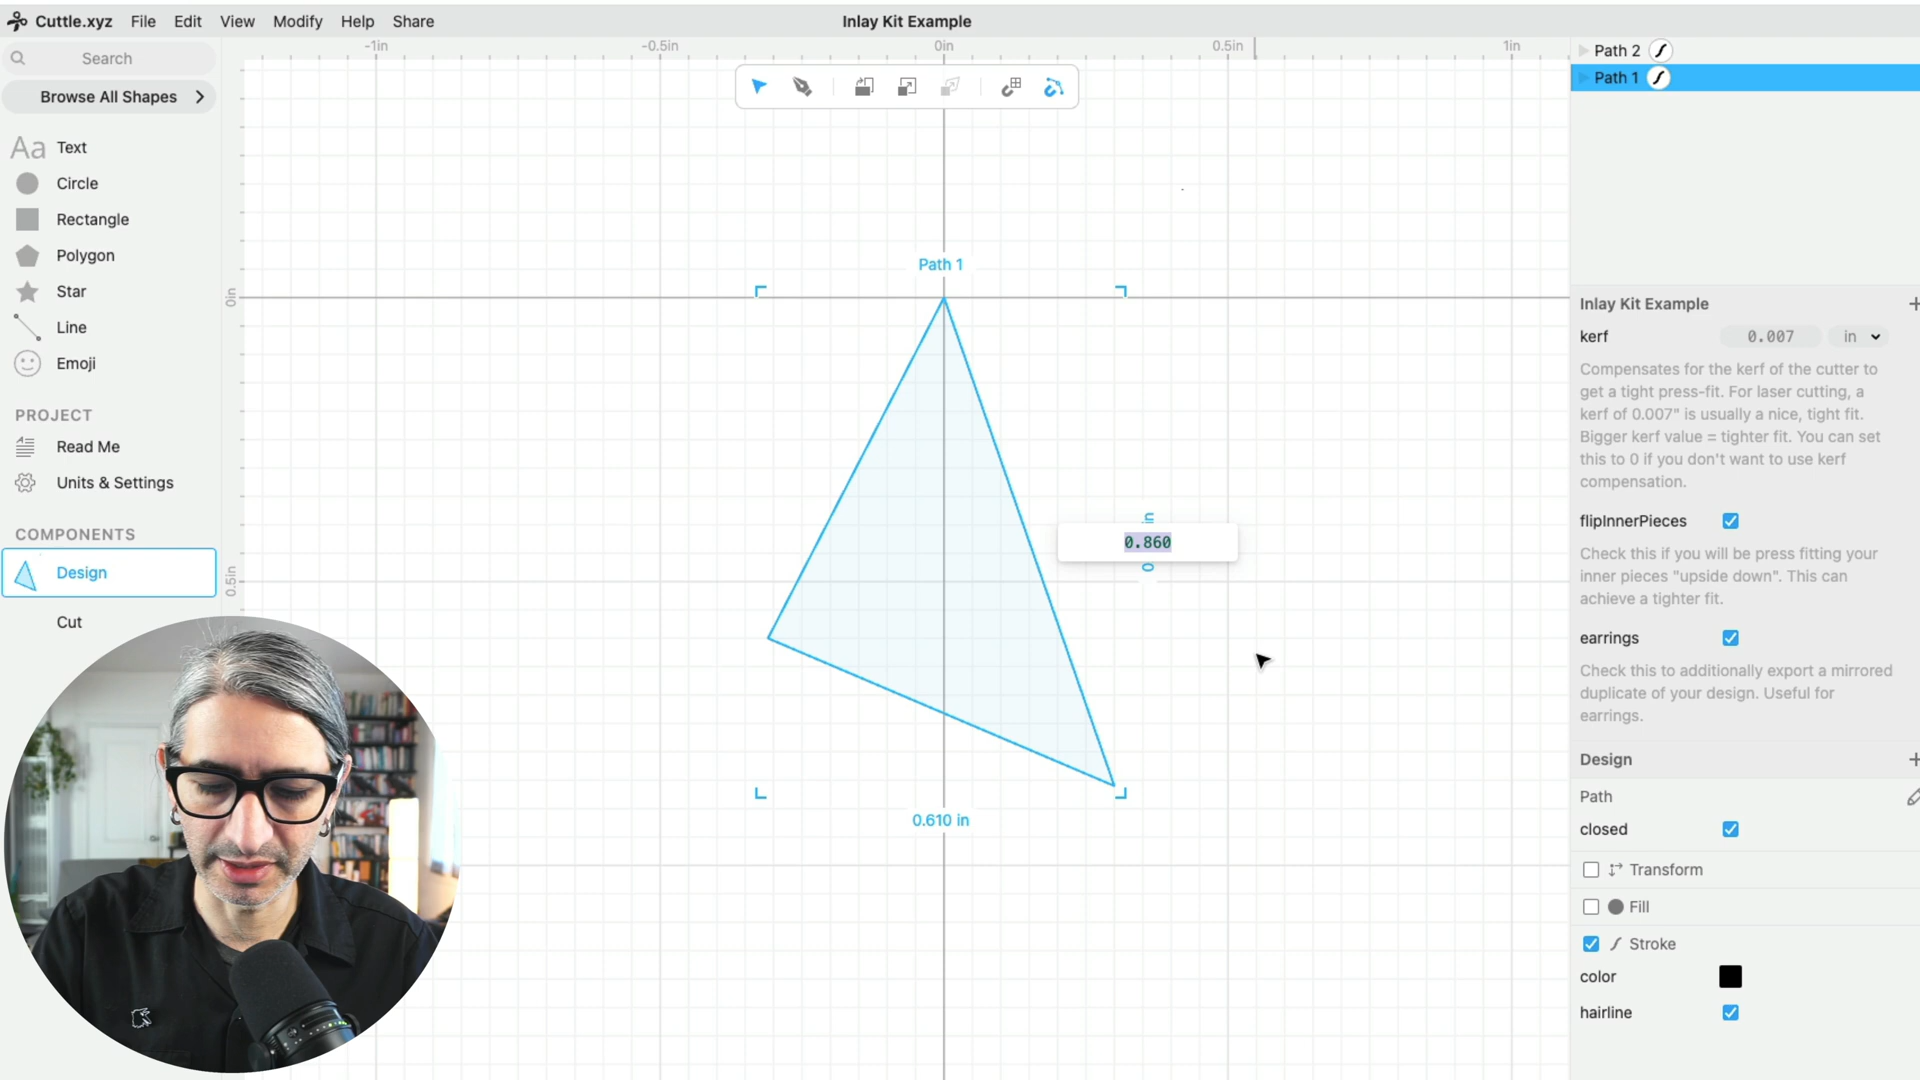 Cuttle.xyz File Edit View Modify Help Share
Inlay Kit Example
Search
Browse All Shapes
Aa Text
Circle
Rectangle
Polygon
Star
Line
Emoji
PROJECT
Read Me
Units & Settings
COMPONENTS
Design
Cut
-1in -0.5in 0in 0.5in 1in
0in
0.5in
Path 1
0.860
0.610 in
Path 2
Path 1
Inlay Kit Example
kerf 0.007 in
Compensates for the kerf of the cutter to
get a tight press-fit. For laser cutting, a
kerf of 0.007" is usually a nice, tight fit.
Bigger kerf value = tighter fit. You can set
this to 0 if you don't want to use kerf
compensation.
flipInnerPieces
Check this if you will be press fitting your
inner pieces "upside down". This can
achieve a tighter fit.
earrings
Check this to additionally export a mirrored
duplicate of your design. Useful for
earrings.
Design
Path
closed
Transform
Fill
Stroke
color
hairline